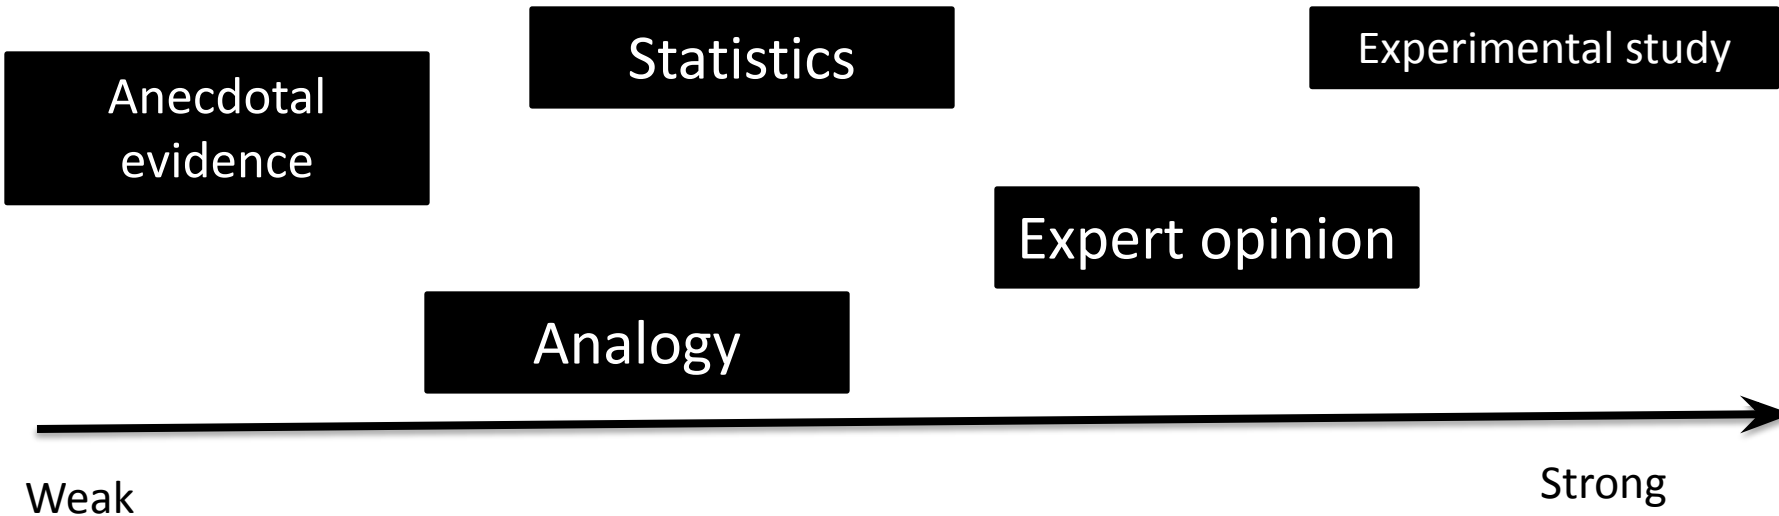 Statistics
Experimental study
Anecdotal
evidence
Expert opinion
Analogy
Weak
Strong